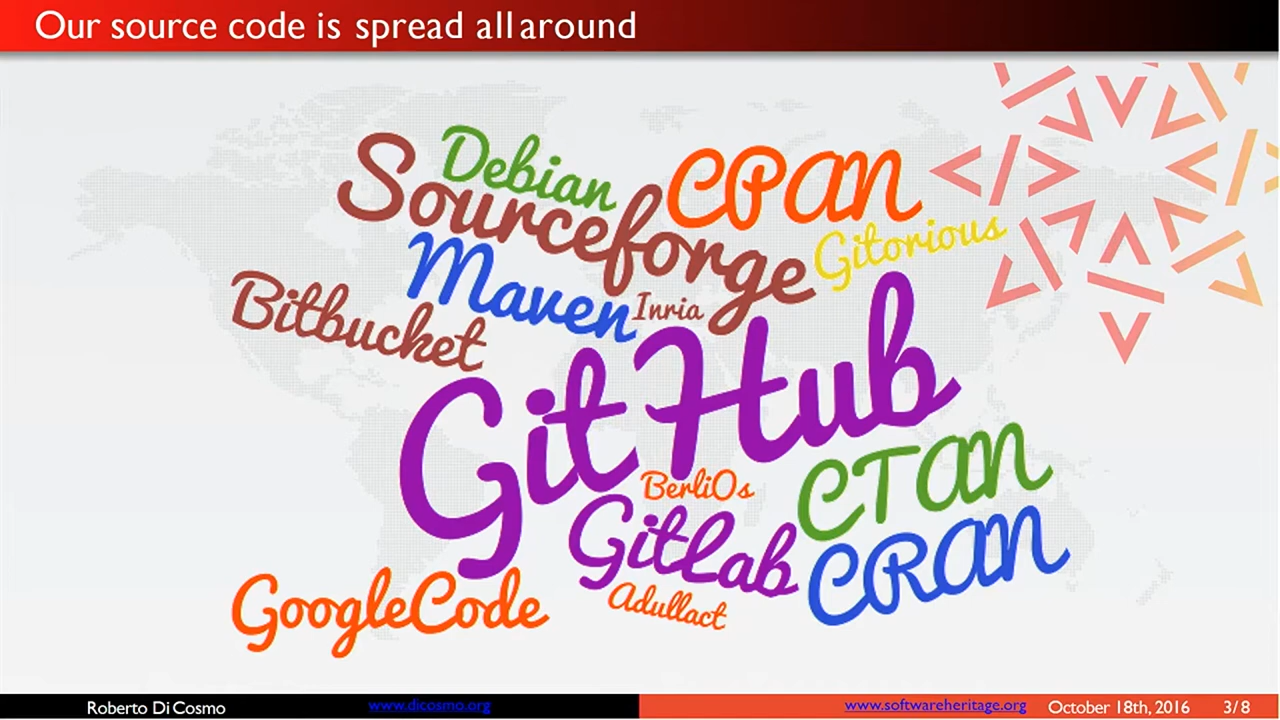 Our source code is spread all around
Debian
CPAN
Sourceforge
Gitorious
Maven
Inria
Bitbucket
GitHub
CTAN
BerliOs
GitLab
CRAN
GoogleCode
Adullact
Roberto Di Cosmo
www.dicosmo.org
www.softwareheritage.org
October 18th, 2016
3/8